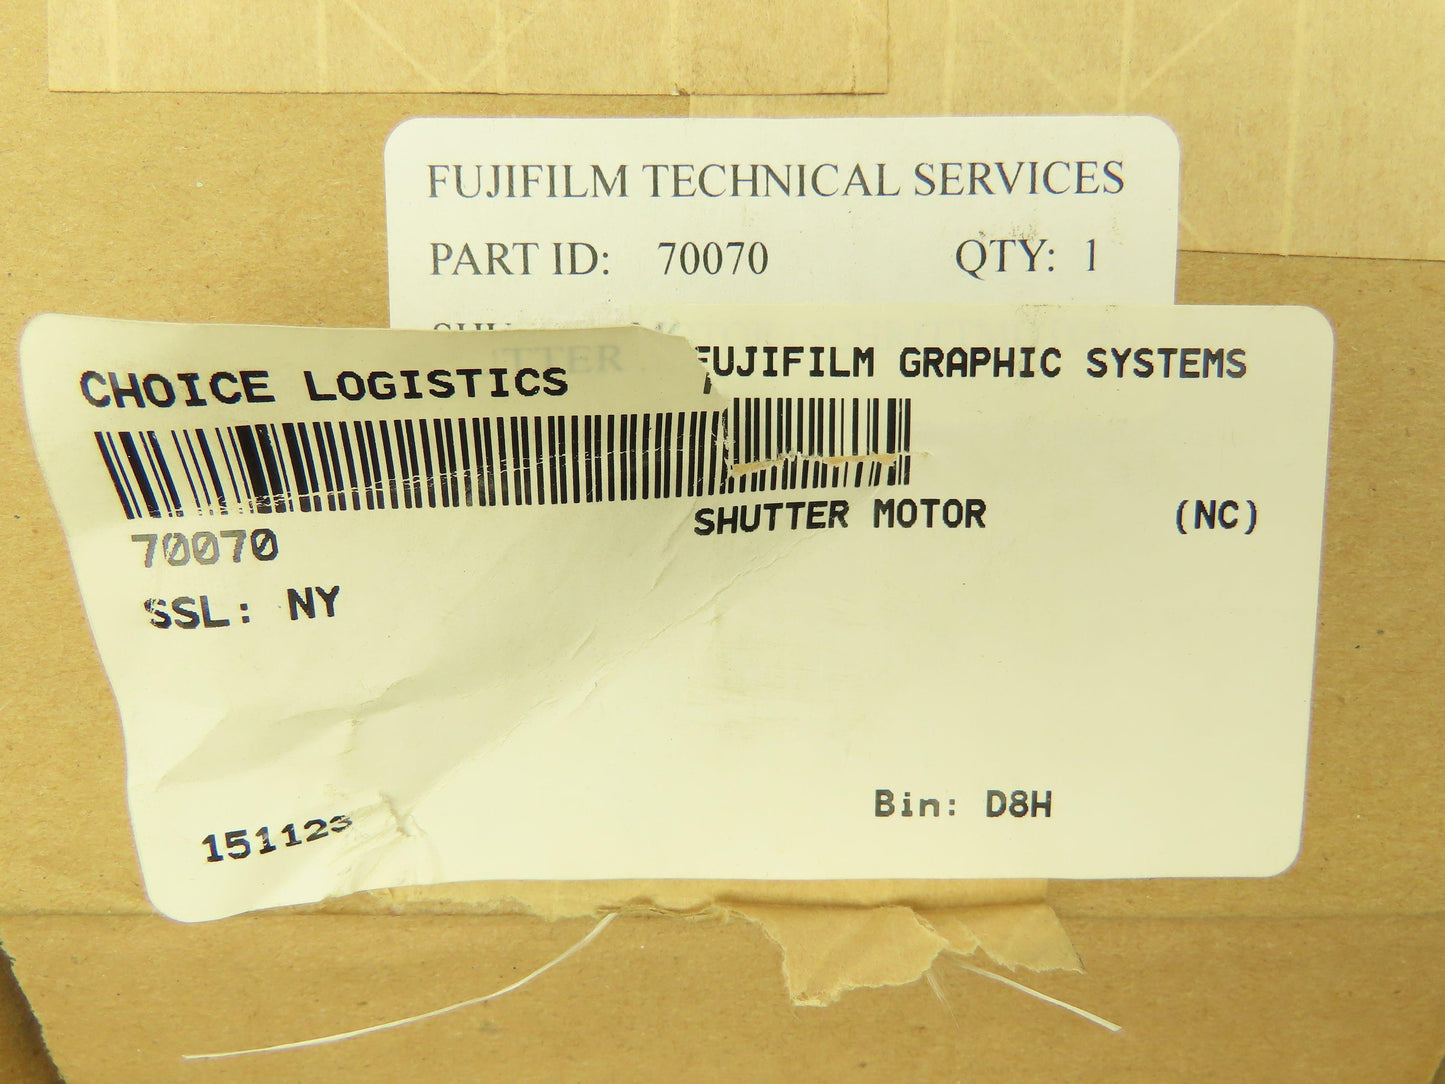 FUJIFILM TECHNICAL SERVICES
PART ID: 70070 QTY: 1
CHOICE LOGISTICS FUJIFILM GRAPHIC SYSTEMS
70070 SHUTTER MOTOR (NC)
SSL: NY
151123 Bin: D8H